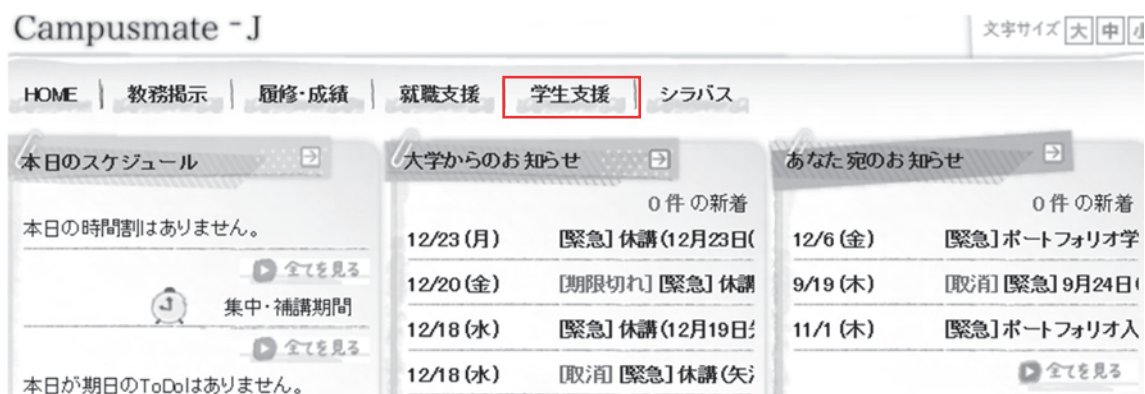 Campusmate - J
文字サイズ 大 中
HOME 教務掲示 履修・成績 就職支援 学生支援 シラバス
本日のスケジュール
本日の時間割はありません。
全てを見る
集中・補講期間
全てを見る
本日が期日のToDoはありません。
大学からのお知らせ
0件の新着
12/23(月) [緊急]休講(12月23日(
12/20(金) [期限切れ][緊急]休講
12/18(水) [緊急]休講(12月19日
12/18(水) [取消][緊急]休講(矢
あなた宛のお知らせ
0件の新着
12/6(金) [緊急]ポートフォリオ学
9/19(木) [取消][緊急]9月24日(
11/1(木) [緊急]ポートフォリオ入
全てを見る